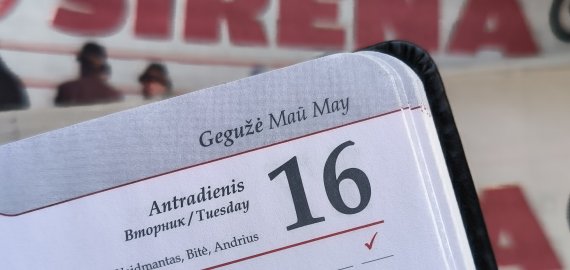 SIRENA
Gegužė Май May
Antradienis
Вторник / Tuesday
16
Bitė, Andrius